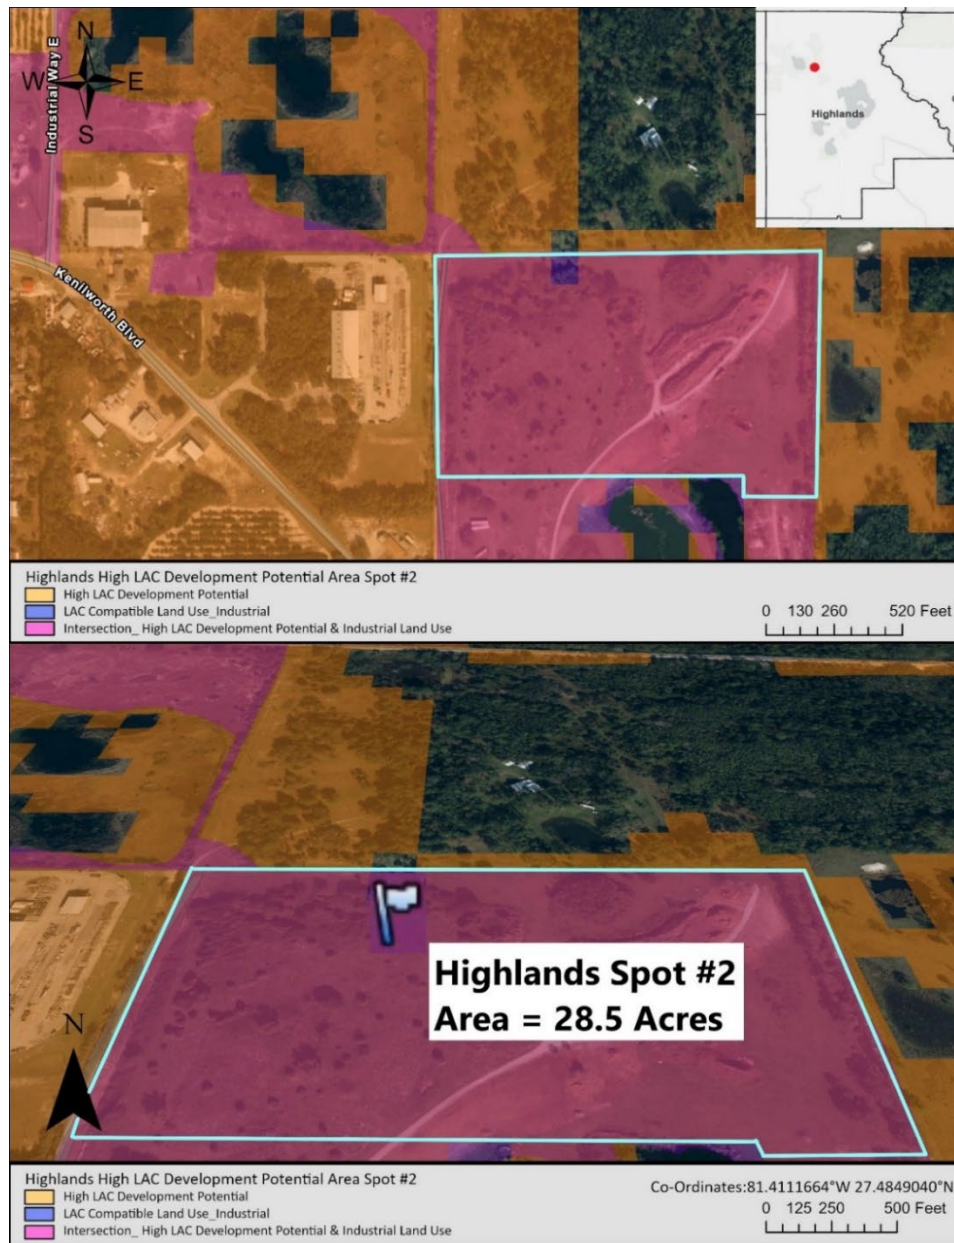 N
W E
S
Industrial Way E
Highlands
Kenilworth Blvd
Highlands High LAC Development Potential Area Spot #2
High LAC Development Potential
LAC Compatible Land Use_Industrial
Intersection_ High LAC Development Potential & Industrial Land Use
0 130 260 520 Feet
Highlands Spot #2
Area = 28.5 Acres
N
Highlands High LAC Development Potential Area Spot #2
High LAC Development Potential
LAC Compatible Land Use_Industrial
Intersection_ High LAC Development Potential & Industrial Land Use
Co-Ordinates:81.4111664°W 27.4849040°N
0 125 250 500 Feet